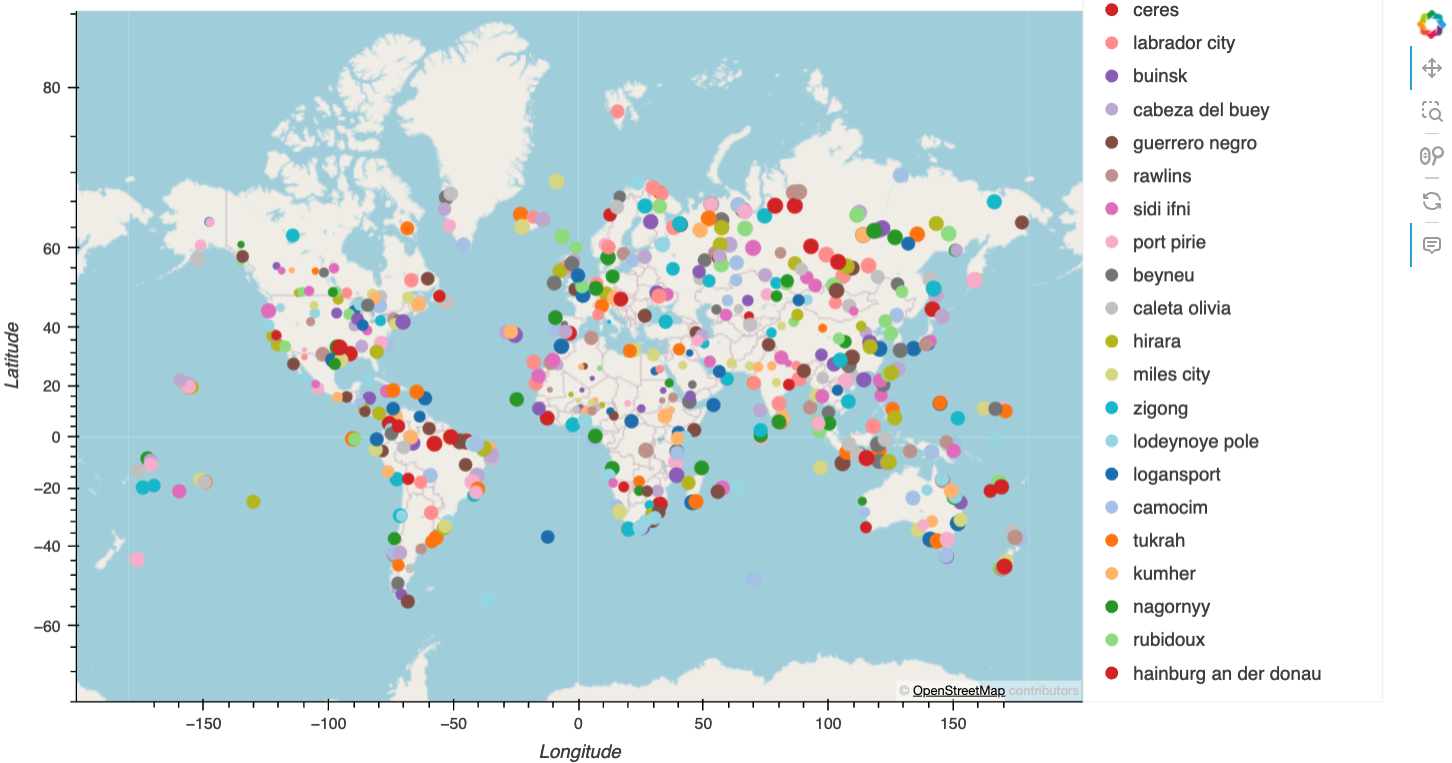 80
60
40
20
0
−20
−40
−60
Latitude
−150
−100
−50
0
50
100
150
Longitude
© OpenStreetMap contributors
ceres
labrador city
buinsk
cabeza del buey
guerrero negro
rawlins
sidi ifni
port pirie
beyneu
caleta olivia
hirara
miles city
zigong
lodeynoye pole
logansport
camocim
tukrah
kumher
nagornyy
rubidoux
hainburg an der donau